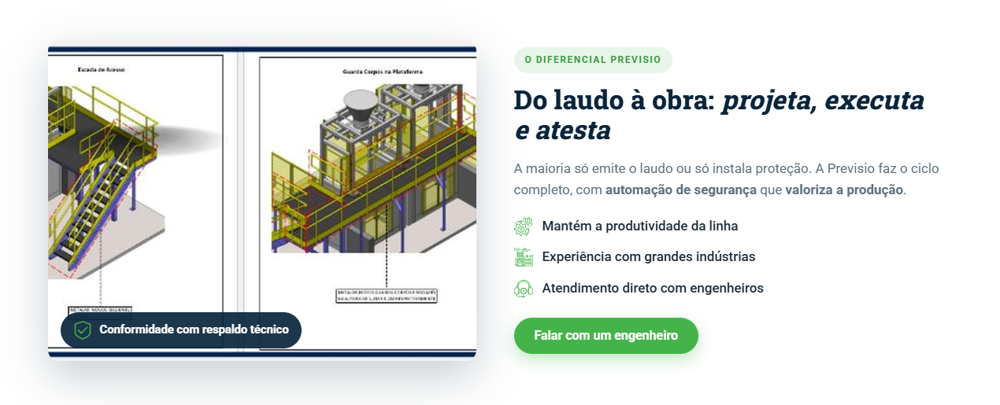 Escada de Acesso
Guarda Corpos na Plataforma
Conformidade com respaldo técnico
O DIFERENCIAL PREVISIO
Do laudo à obra: projeta, executa
e atesta
A maioria só emite o laudo ou só instala proteção. A Previsio faz o ciclo
completo, com automação de segurança que valoriza a produção.
Mantém a produtividade da linha
Experiência com grandes indústrias
Atendimento direto com engenheiros
Falar com um engenheiro